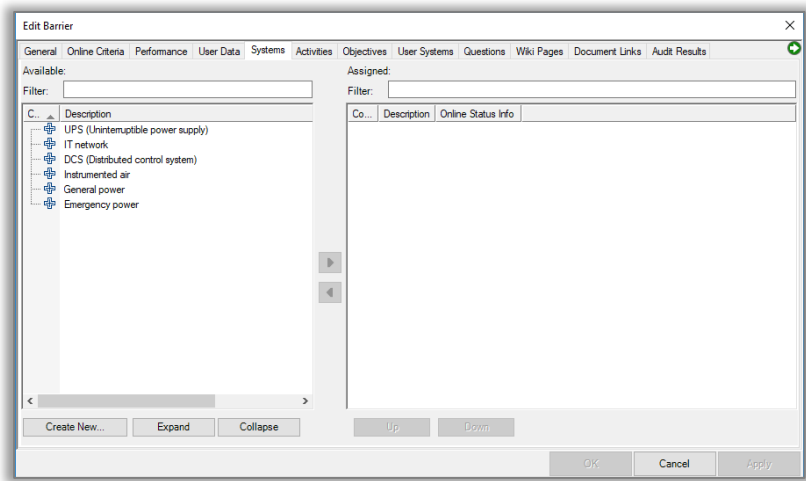 Edit Barrier
General Online Criteria Performance User Data Systems Activities Objectives User Systems Questions Wiki Pages Document Links Audit Results
Available: Assigned:
Filter: Filter:
C.. Description Co... Description Online Status Info
UPS (Uninterruptible power supply)
IT network
DCS (Distributed control system)
Instrumented air
General power
Emergency power
Create New... Expand Collapse Up Down
OK Cancel Apply